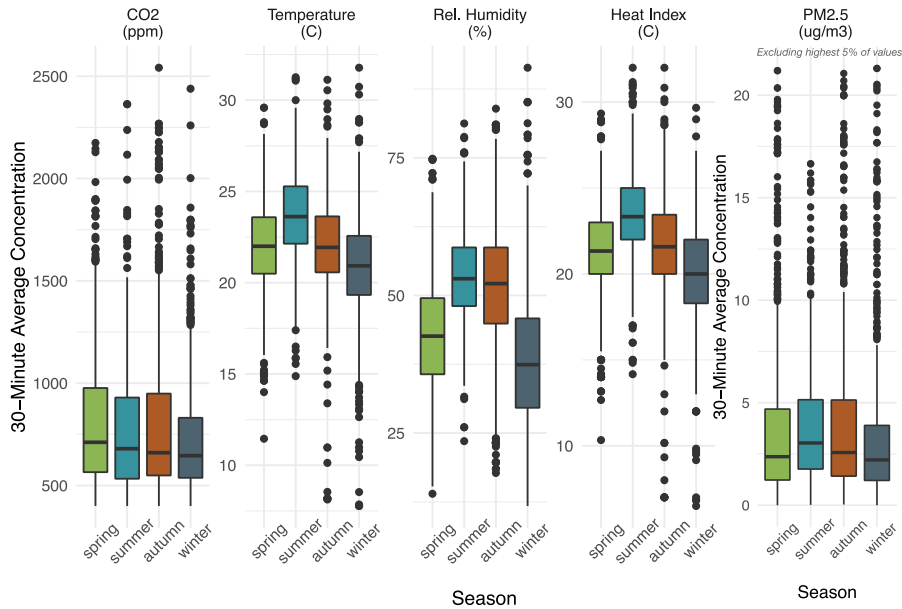 CO2
(ppm)
Temperature
(C)
Rel. Humidity
(%)
Heat Index
(C)
PM2.5
(ug/m3)
Excluding highest 5% of values
30−Minute Average Concentration
2500
2000
1500
1000
500
30
25
20
15
10
75
50
25
30
20
10
30−Minute Average Concentration
20
15
10
5
0
spring
summer
autumn
winter
spring
summer
autumn
winter
spring
summer
autumn
winter
spring
summer
autumn
winter
spring
summer
autumn
winter
Season
Season